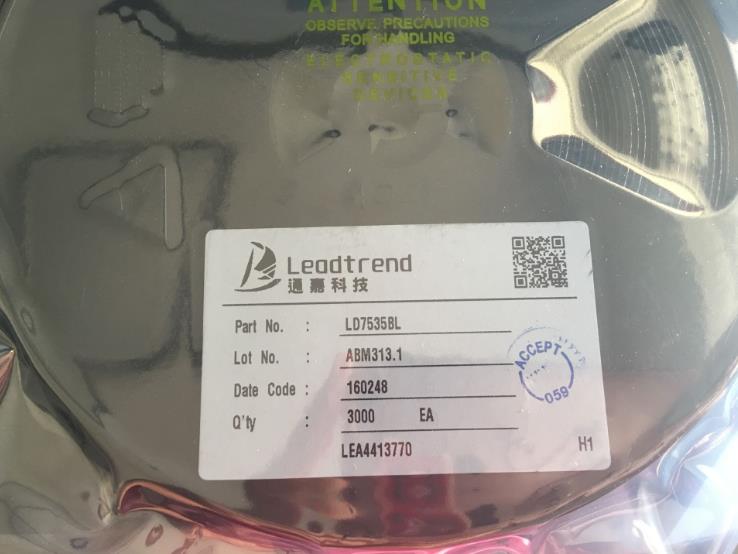 ATTENTION
OBSERVE PRECAUTIONS
FOR HANDLING
ELECTROSTATIC
SENSITIVE
DEVICES
Leadtrend
通嘉科技
Part No. : LD7535BL
Lot No. : ABM313.1
Date Code : 160248
Q'ty : 3000 EA
LEA4413770 H1
ACCEPT
059